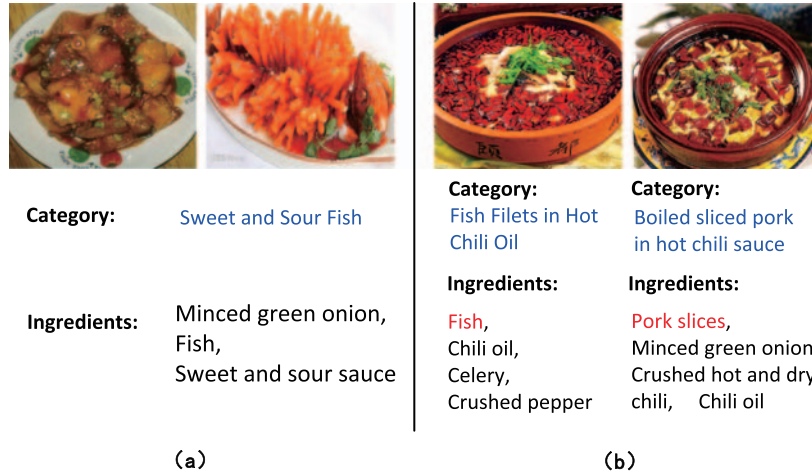 Category:
Sweet and Sour Fish
Ingredients:
Minced green onion,
Fish,
Sweet and sour sauce
(a)
Category:
Fish Filets in Hot
Chili Oil
Ingredients:
Fish,
Chili oil,
Celery,
Crushed pepper
Category:
Boiled sliced pork
in hot chili sauce
Ingredients:
Pork slices,
Minced green onion
Crushed hot and dry
chili, Chili oil
(b)